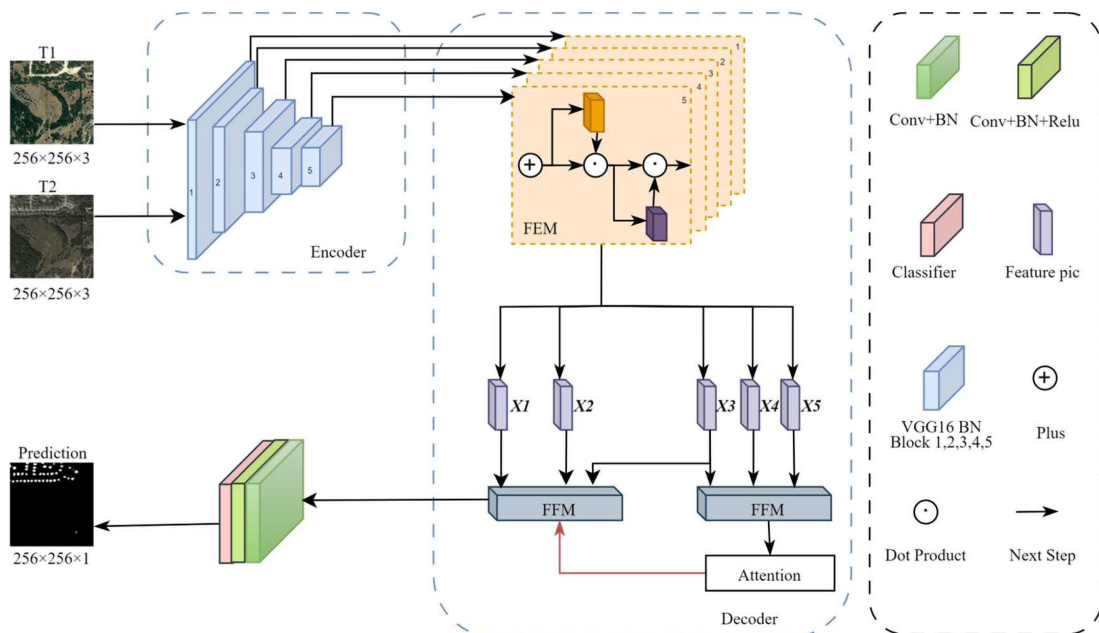 T1
256×256×3
T2
256×256×3
1
2
3
4
5
Encoder
1
2
3
4
5
FEM
X1
X2
X3
X4
X5
FFM
FFM
Attention
Decoder
Prediction
256×256×1
Conv+BN
Conv+BN+Relu
Classifier
Feature pic
VGG16 BN
Block 1,2,3,4,5
Plus
Dot Product
Next Step